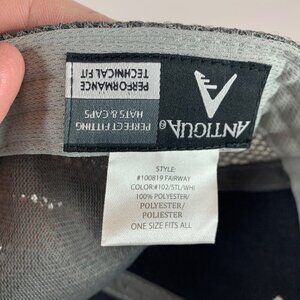 ANTIGUA®
PERFORMANCE
TECHNICAL FIT
PERFECT FITTING
HATS & CAPS
STYLE:
#100819 FAIRWAY
COLOR:#102/STL/WHI
100% POLYESTER/
POLYESTER/
POLIESTER
ONE SIZE FITS ALL